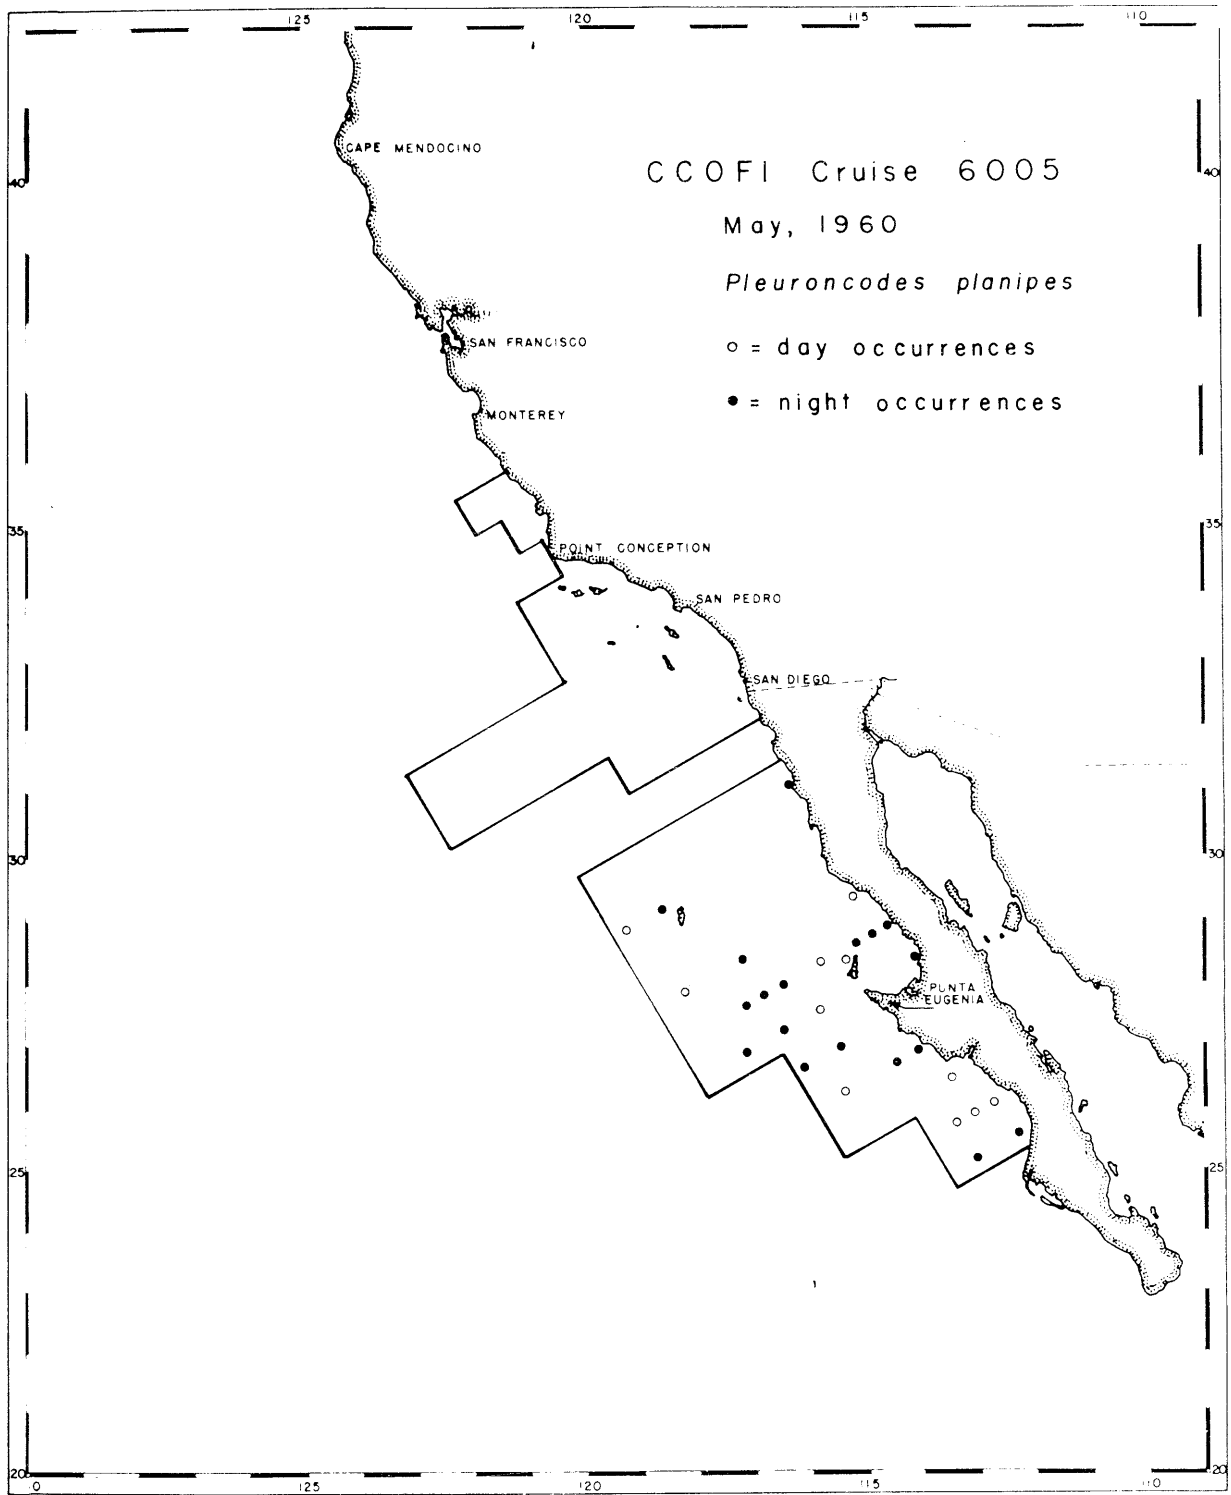 125 120 115 110
CAPE MENDOCINO
CCOFI Cruise 6005
40 40
May, 1960
Pleuroncodes planipes
SAN FRANCISCO
○ = day occurrences
● = night occurrences
MONTEREY
35 35
POINT CONCEPTION
SAN PEDRO
SAN DIEGO
30 30
PUNTA
EUGENIA
25 25
20 20
120 115 110